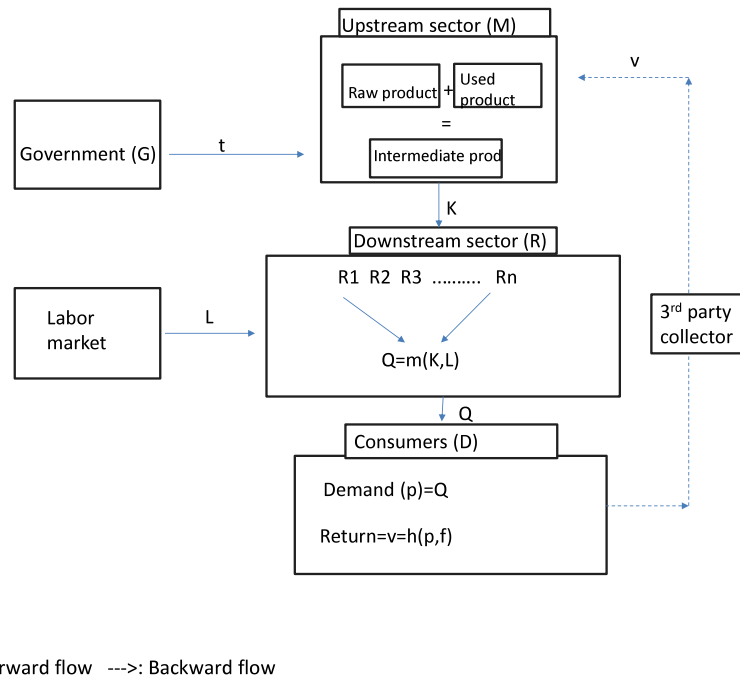 Upstream sector (M)
Raw product + Used product
=
Intermediate prod
Government (G)
t
v
K
Downstream sector (R)
R1 R2 R3 .......... Rn
Q=m(K,L)
Labor
market
L
3rd party
collector
Q
Consumers (D)
Demand (p)=Q
Return=v=h(p,f)
rward flow --->: Backward flow